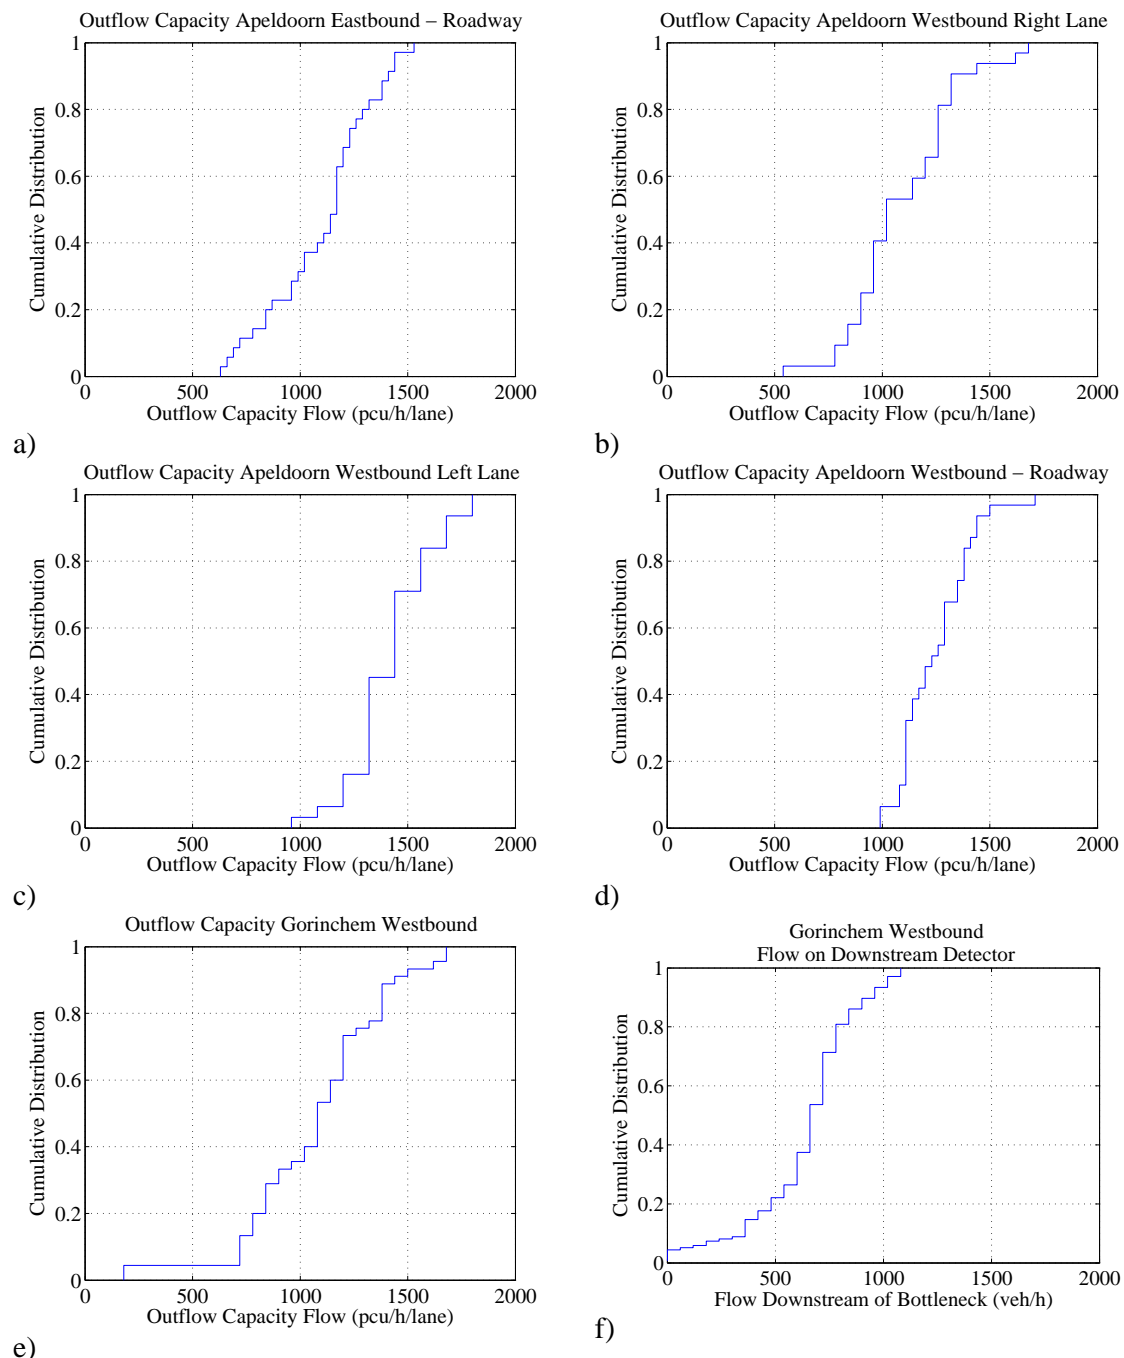 Outflow Capacity Apeldoorn Eastbound – Roadway
1
0.8
0.6
0.4
0.2
0
Cumulative Distribution
0 500 1000 1500 2000
Outflow Capacity Flow (pcu/h/lane)
a)
Outflow Capacity Apeldoorn Westbound Right Lane
1
0.8
0.6
0.4
0.2
0
Cumulative Distribution
0 500 1000 1500 2000
Outflow Capacity Flow (pcu/h/lane)
b)
Outflow Capacity Apeldoorn Westbound Left Lane
1
0.8
0.6
0.4
0.2
0
Cumulative Distribution
0 500 1000 1500 2000
Outflow Capacity Flow (pcu/h/lane)
c)
Outflow Capacity Apeldoorn Westbound – Roadway
1
0.8
0.6
0.4
0.2
0
Cumulative Distribution
0 500 1000 1500 2000
Outflow Capacity Flow (pcu/h/lane)
d)
Outflow Capacity Gorinchem Westbound
1
0.8
0.6
0.4
0.2
0
Cumulative Distribution
0 500 1000 1500 2000
Outflow Capacity Flow (pcu/h/lane)
e)
Gorinchem Westbound
Flow on Downstream Detector
1
0.8
0.6
0.4
0.2
0
Cumulative Distribution
0 500 1000 1500 2000
Flow Downstream of Bottleneck (veh/h)
f)